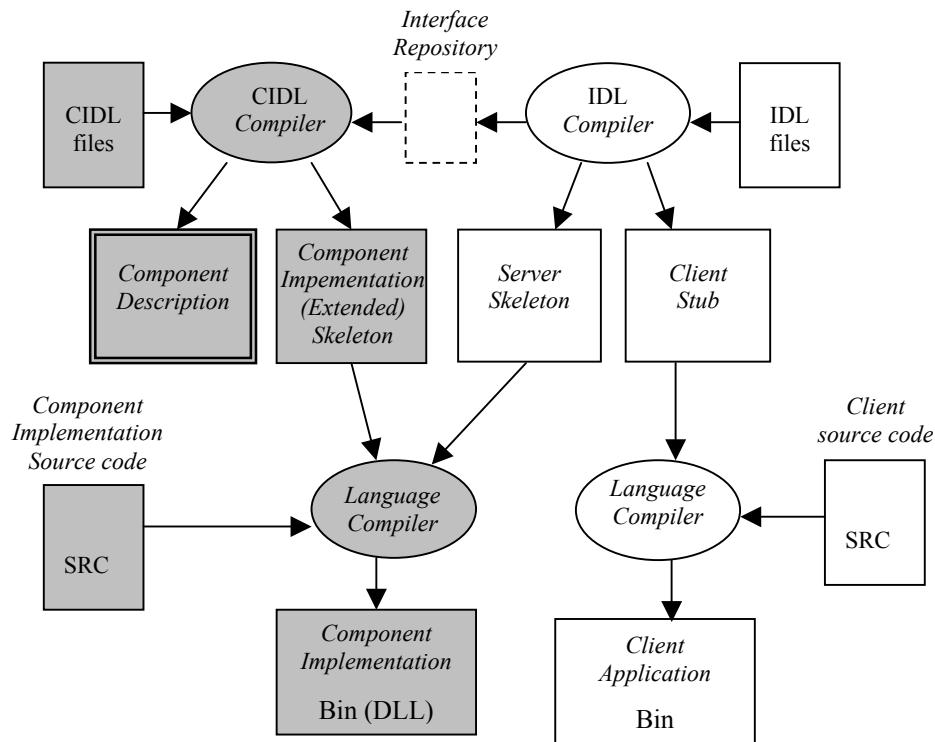 Interface
Repository
CIDL
files
CIDL
Compiler
IDL
Compiler
IDL
files
Component
Description
Component
Impementation
(Extended)
Skeleton
Server
Skeleton
Client
Stub
Component
Implementation
Source code
SRC
Language
Compiler
Language
Compiler
Client
source code
SRC
Component
Implementation
Bin (DLL)
Client
Application
Bin